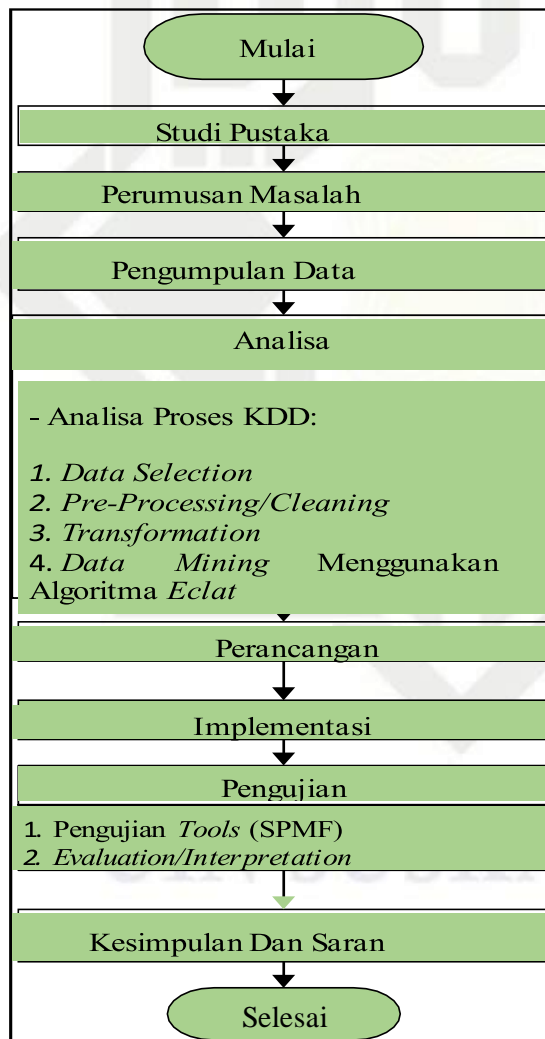 Mulai
Studi Pustaka
Perumusan Masalah
Pengumpulan Data
Analisa
- Analisa Proses KDD:
1. Data Selection
2. Pre-Processing/Cleaning
3. Transformation
4. Data Mining Menggunakan
Algoritma Eclat
Perancangan
Implementasi
Pengujian
1. Pengujian Tools (SPMF)
2. Evaluation/Interpretation
Kesimpulan Dan Saran
Selesai